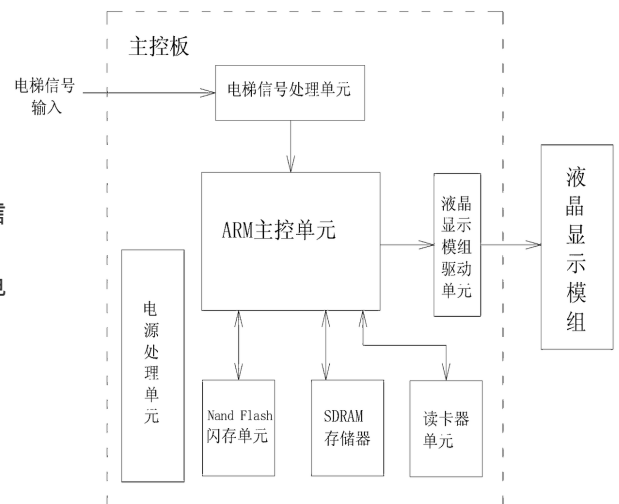 主控板
电梯信号
输入
电梯信号处理单元
ARM主控单元
液晶
显示
模组
驱动
单元
液
晶
显
示
模
组
电
源
处
理
单
元
Nand Flash
闪存单元
SDRAM
存储器
读卡器
单元